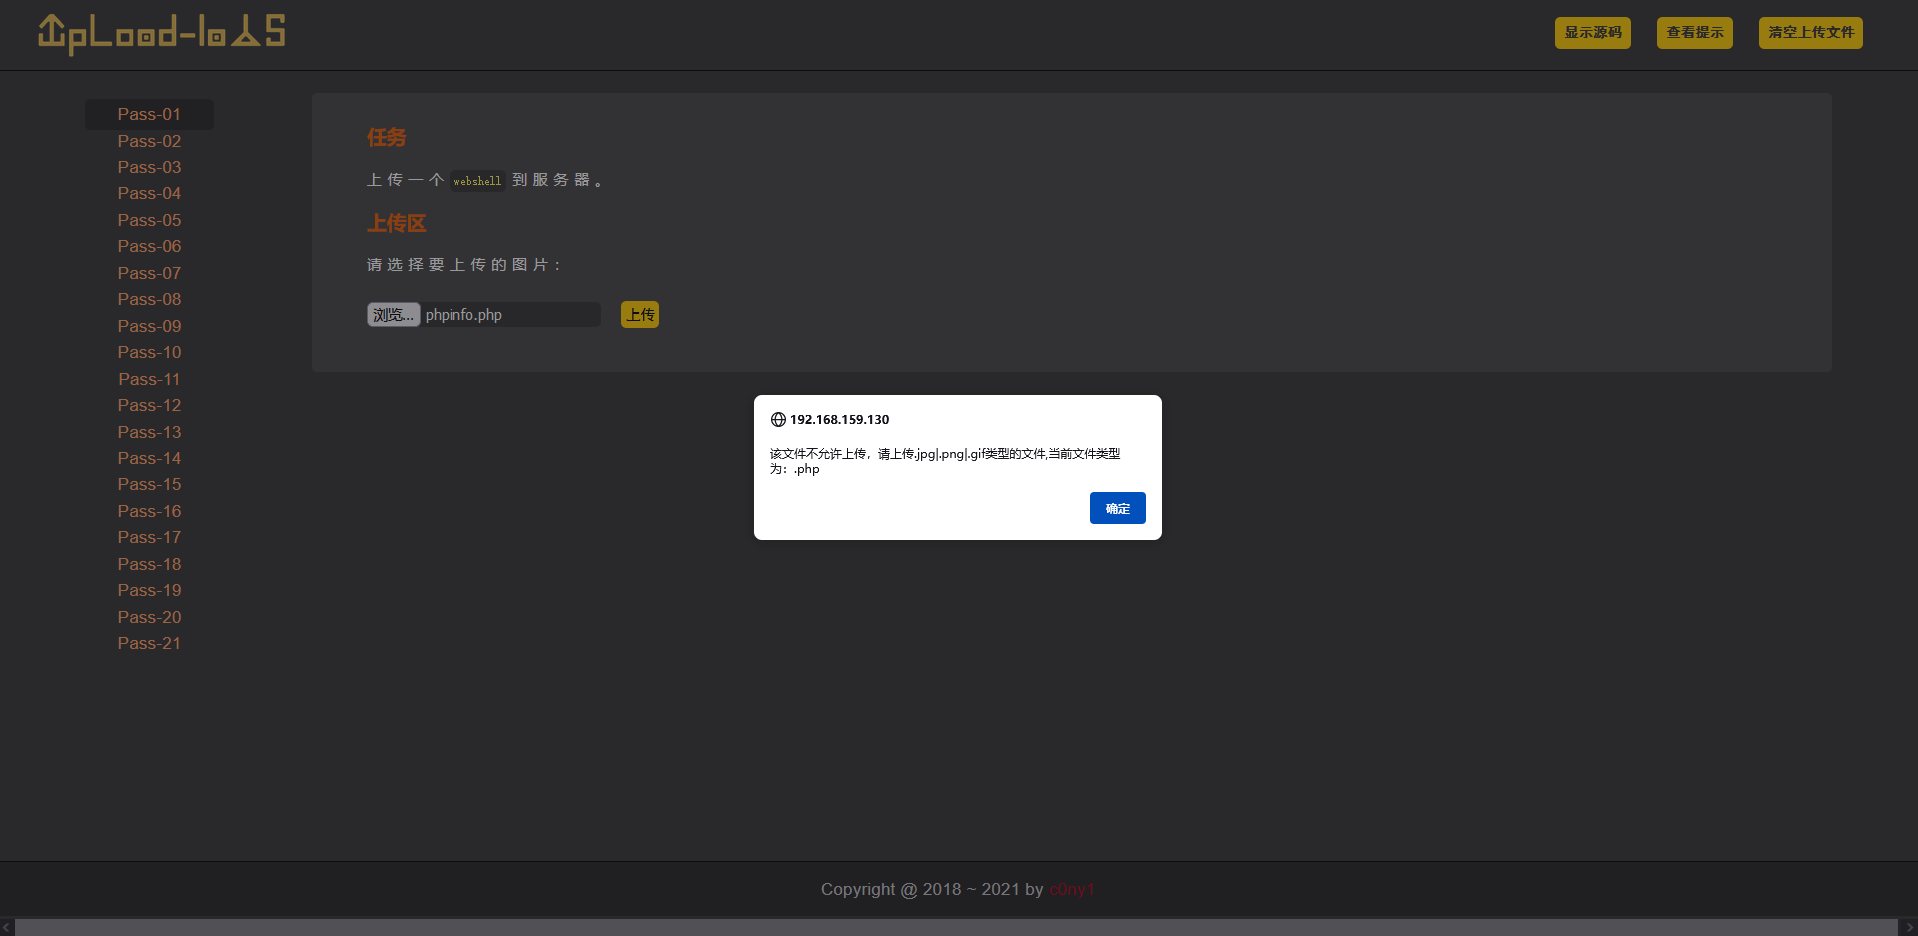 UpLoad-labs
显示源码 查看提示 清空上传文件
Pass-01
Pass-02
Pass-03
Pass-04
Pass-05
Pass-06
Pass-07
Pass-08
Pass-09
Pass-10
Pass-11
Pass-12
Pass-13
Pass-14
Pass-15
Pass-16
Pass-17
Pass-18
Pass-19
Pass-20
Pass-21
任务
上传一个 webshell 到服务器。
上传区
请选择要上传的图片：
浏览... phpinfo.php 上传
192.168.159.130
该文件不允许上传，请上传.jpg|.png|.gif类型的文件,当前文件类型
为：.php
确定
Copyright @ 2018 ~ 2021 by c0ny1